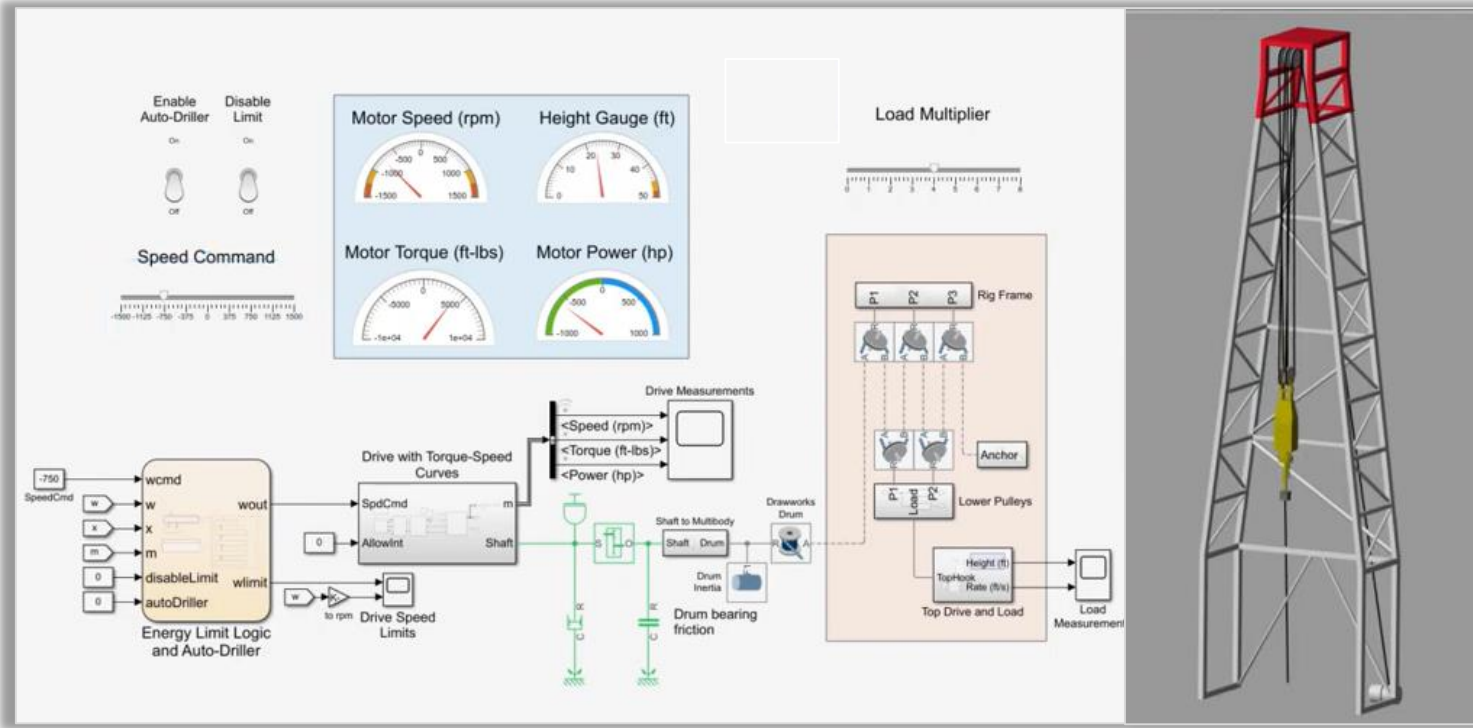 Enable
Auto-Driller
On
Off
Disable
Limit
On
Off
Speed Command
-1500 -1125 -750 -375 0 375 750 1125 1500
Motor Speed (rpm)
-1500 -1000 -500 0 500 1000 1500
Height Gauge (ft)
0 10 20 30 40 50
Motor Torque (ft-lbs)
-1e+04 -5000 0 5000 1e+04
Motor Power (hp)
-1000 -500 0 500 1000
Load Multiplier
0 1 2 3 4 5 6 7 8
P1 P2 P3
Rig Frame
A R B
A R B
A R B
A B
A B
Anchor
P1 Load P2
Lower Pulleys
TopHook
Height (ft)
Rate (ft/s)
Top Drive and Load
Load
Measurement
Drive Measurements
<Speed (rpm)>
<Torque (ft-lbs)>
<Power (hp)>
-750
SpeedCmd
w
x
m
0
0
wcmd
w
x
m
disableLimit
autoDriller
wout
wlimit
Energy Limit Logic
and Auto-Driller
Drive with Torque-Speed
Curves
SpdCmd
AllowInt
m
Shaft
0
w
to rpm
Drive Speed
Limits
S O
R C
R C
Shaft to Multibody
Shaft Drum
Drawworks
Drum
R A
Drum
Inertia
Drum bearing
friction